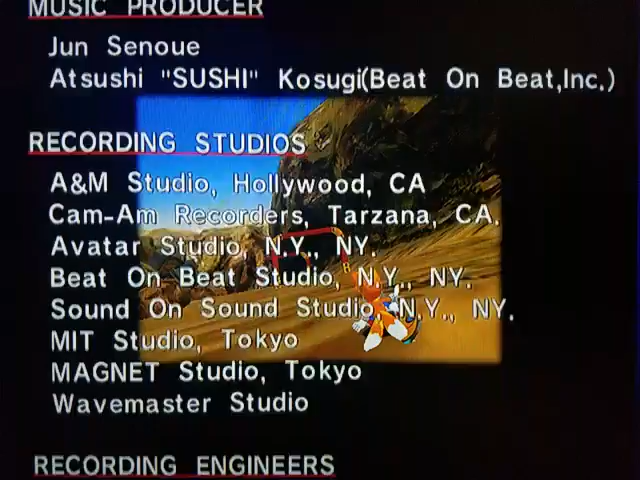 MUSIC PRODUCER
Jun Senoue
Atsushi "SUSHI" Kosugi(Beat On Beat,Inc.)
RECORDING STUDIOS
A&M Studio, Hollywood, CA
Cam-Am Recorders, Tarzana, CA.
Avatar Studio, N.Y., NY.
Beat On Beat Studio, N.Y., NY.
Sound On Sound Studio, N.Y., NY.
MIT Studio, Tokyo
MAGNET Studio, Tokyo
Wavemaster Studio
RECORDING ENGINEERS